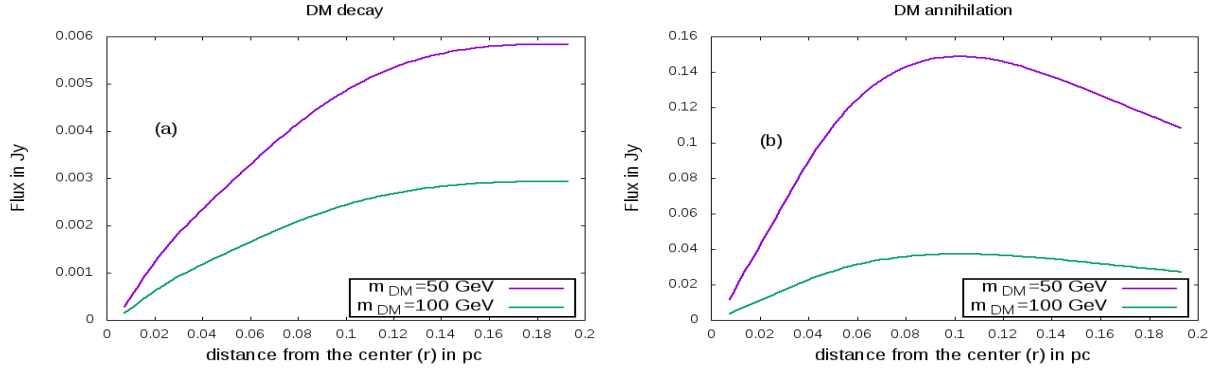 DM decay
0.006
0.005
0.004
0.003
0.002
0.001
0
Flux in Jy
(a)
m DM=50 GeV
m DM=100 GeV
0 0.02 0.04 0.06 0.08 0.1 0.12 0.14 0.16 0.18 0.2
distance from the center (r) in pc
DM annihilation
0.16
0.14
0.12
0.1
0.08
0.06
0.04
0.02
0
Flux in Jy
(b)
m DM=50 GeV
m DM=100 GeV
0 0.02 0.04 0.06 0.08 0.1 0.12 0.14 0.16 0.18 0.2
distance from the center (r) in pc